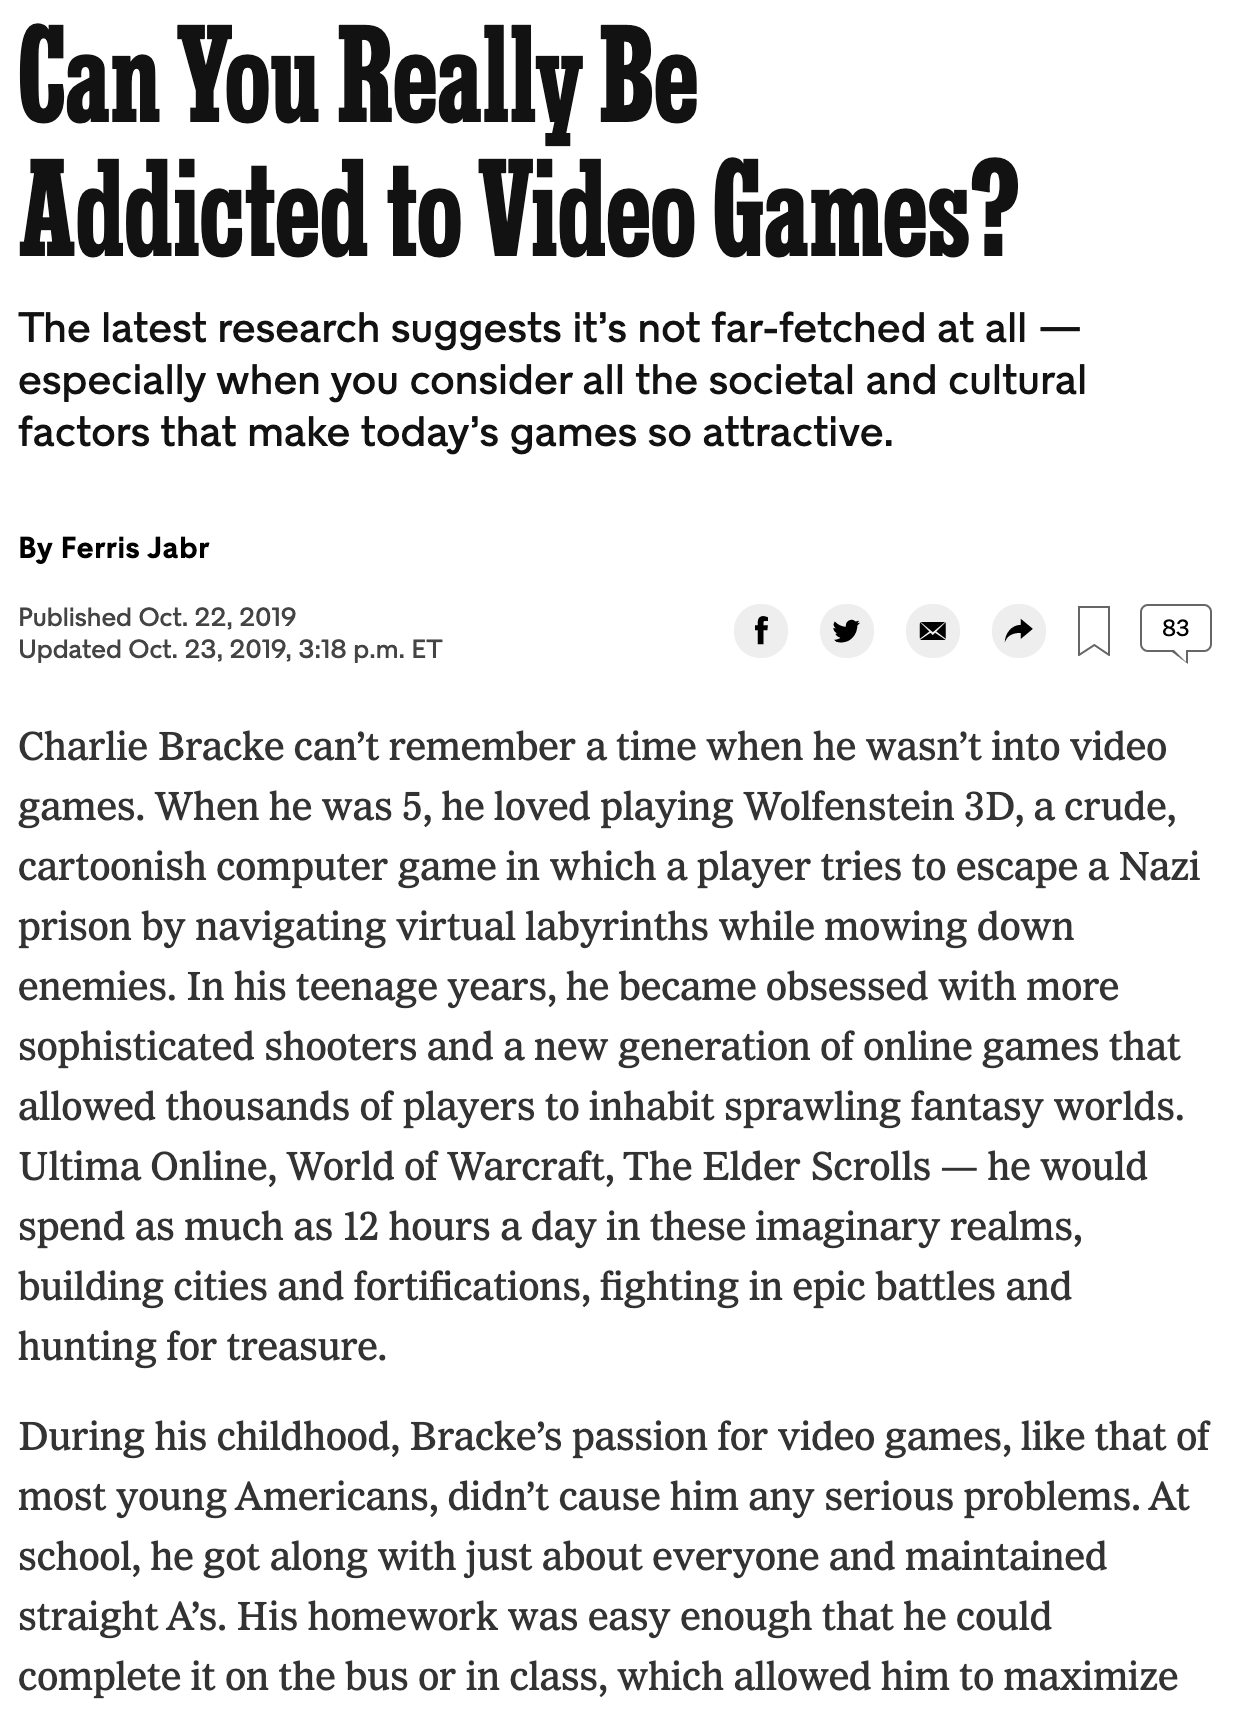 Can You Really Be
Addicted to Video Games?
The latest research suggests it’s not far-fetched at all —
especially when you consider all the societal and cultural
factors that make today’s games so attractive.
By Ferris Jabr
Published Oct. 22, 2019
Updated Oct. 23, 2019, 3:18 p.m. ET
83
Charlie Bracke can’t remember a time when he wasn’t into video
games. When he was 5, he loved playing Wolfenstein 3D, a crude,
cartoonish computer game in which a player tries to escape a Nazi
prison by navigating virtual labyrinths while mowing down
enemies. In his teenage years, he became obsessed with more
sophisticated shooters and a new generation of online games that
allowed thousands of players to inhabit sprawling fantasy worlds.
Ultima Online, World of Warcraft, The Elder Scrolls — he would
spend as much as 12 hours a day in these imaginary realms,
building cities and fortifications, fighting in epic battles and
hunting for treasure.
During his childhood, Bracke’s passion for video games, like that of
most young Americans, didn’t cause him any serious problems. At
school, he got along with just about everyone and maintained
straight A’s. His homework was easy enough that he could
complete it on the bus or in class, which allowed him to maximize